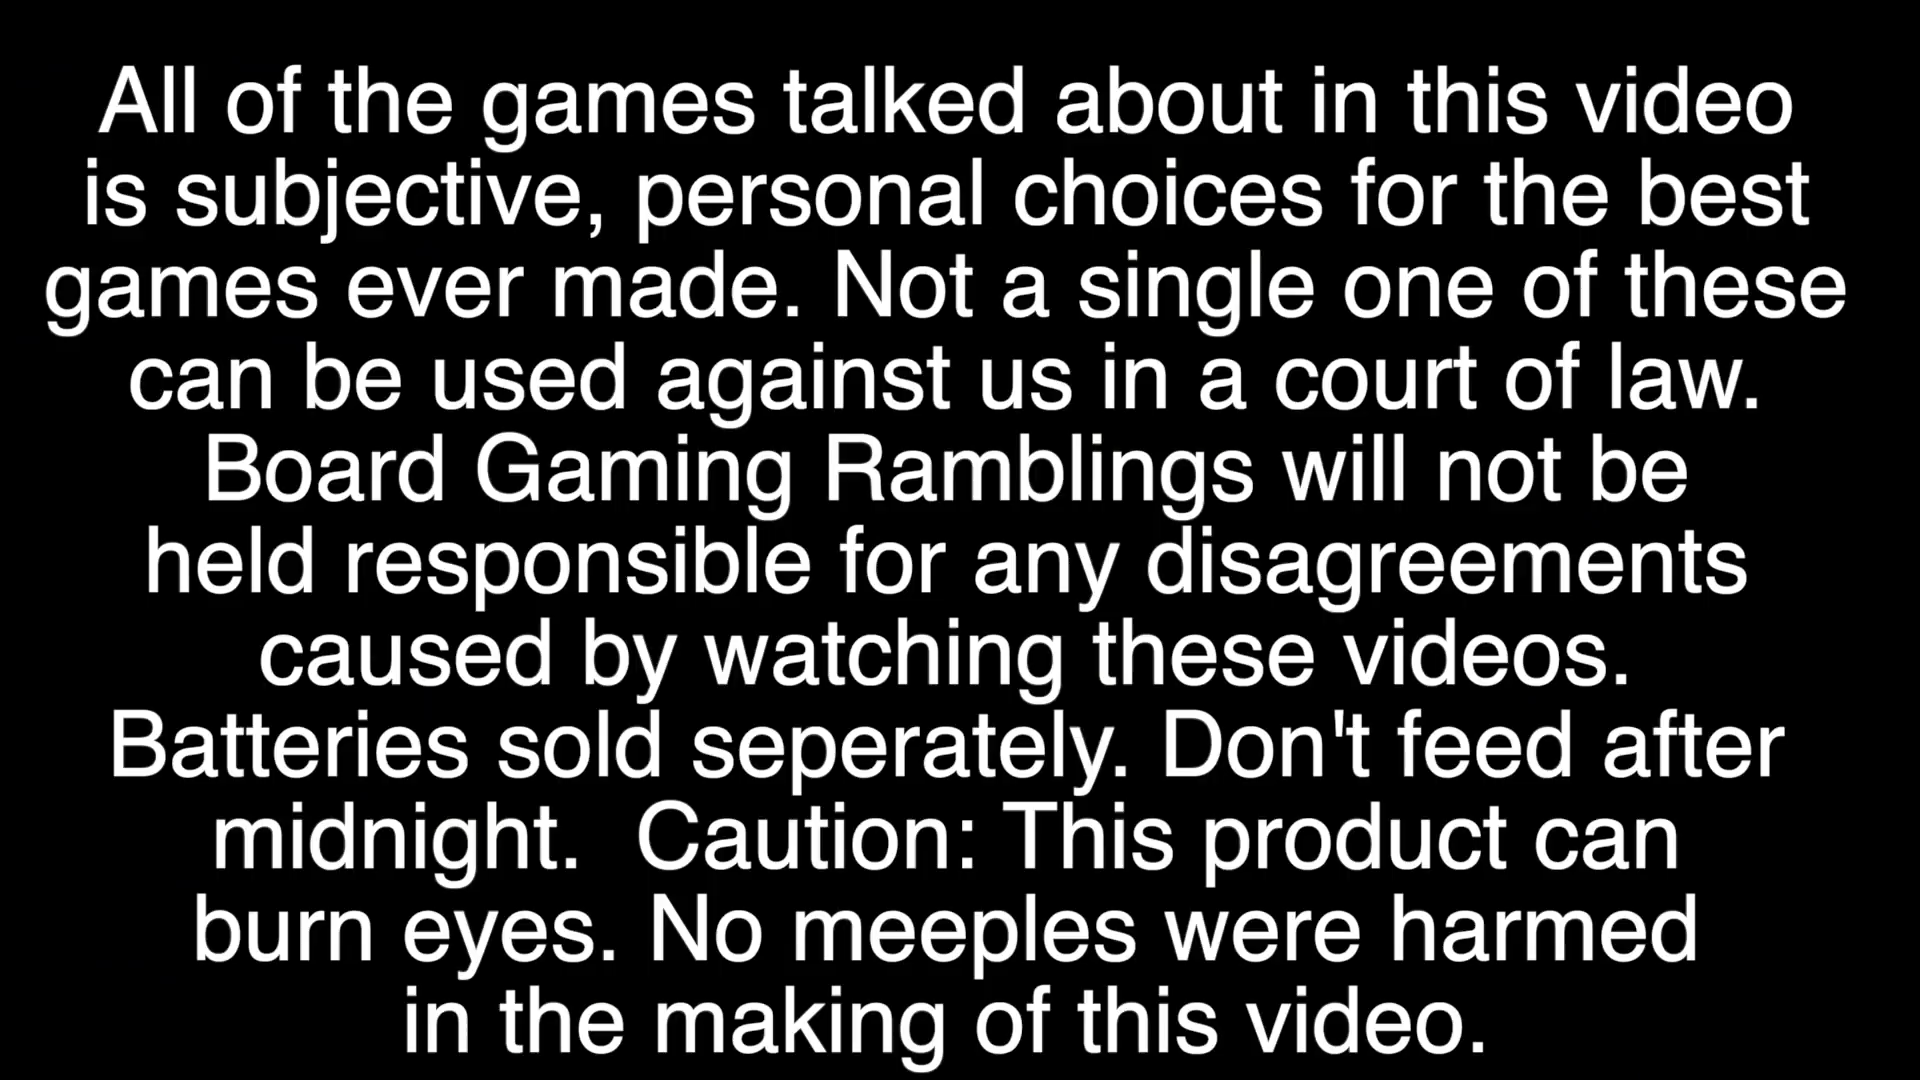 All of the games talked about in this video
is subjective, personal choices for the best
games ever made. Not a single one of these
can be used against us in a court of law.
Board Gaming Ramblings will not be
held responsible for any disagreements
caused by watching these videos.
Batteries sold seperately. Don't feed after
midnight.  Caution: This product can
burn eyes. No meeples were harmed
in the making of this video.